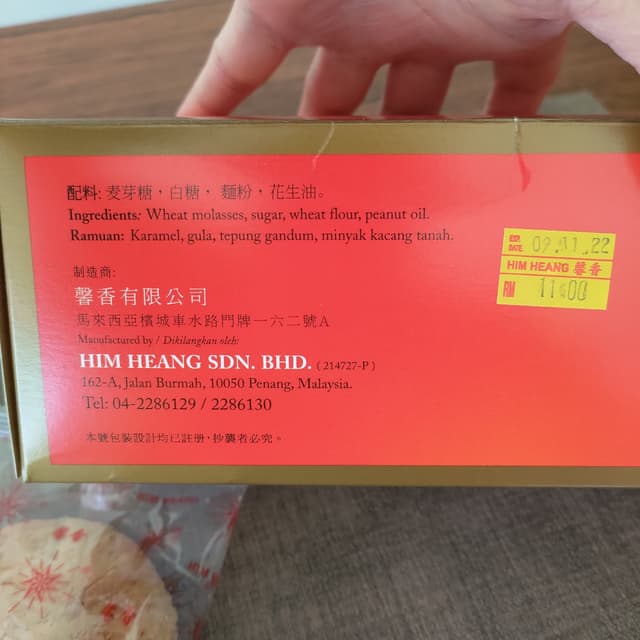 配料: 麦芽糖，白糖， 麵粉，花生油。
Ingredients: Wheat molasses, sugar, wheat flour, peanut oil.
Ramuan: Karamel, gula, tepung gandum, minyak kacang tanah.
制造商:
馨香有限公司
馬來西亞檳城車水路門牌一六二號A
Manufactured by / Dikilangkan oleh:
HIM HEANG SDN. BHD. ( 214727-P )
162-A, Jalan Burmah, 10050 Penang, Malaysia.
Tel: 04-2286129 / 2286130
本號包裝設計均已註册，抄襲者必究。
EXP. DATE 09.11.22
HIM HEANG 馨香
RM 11.00